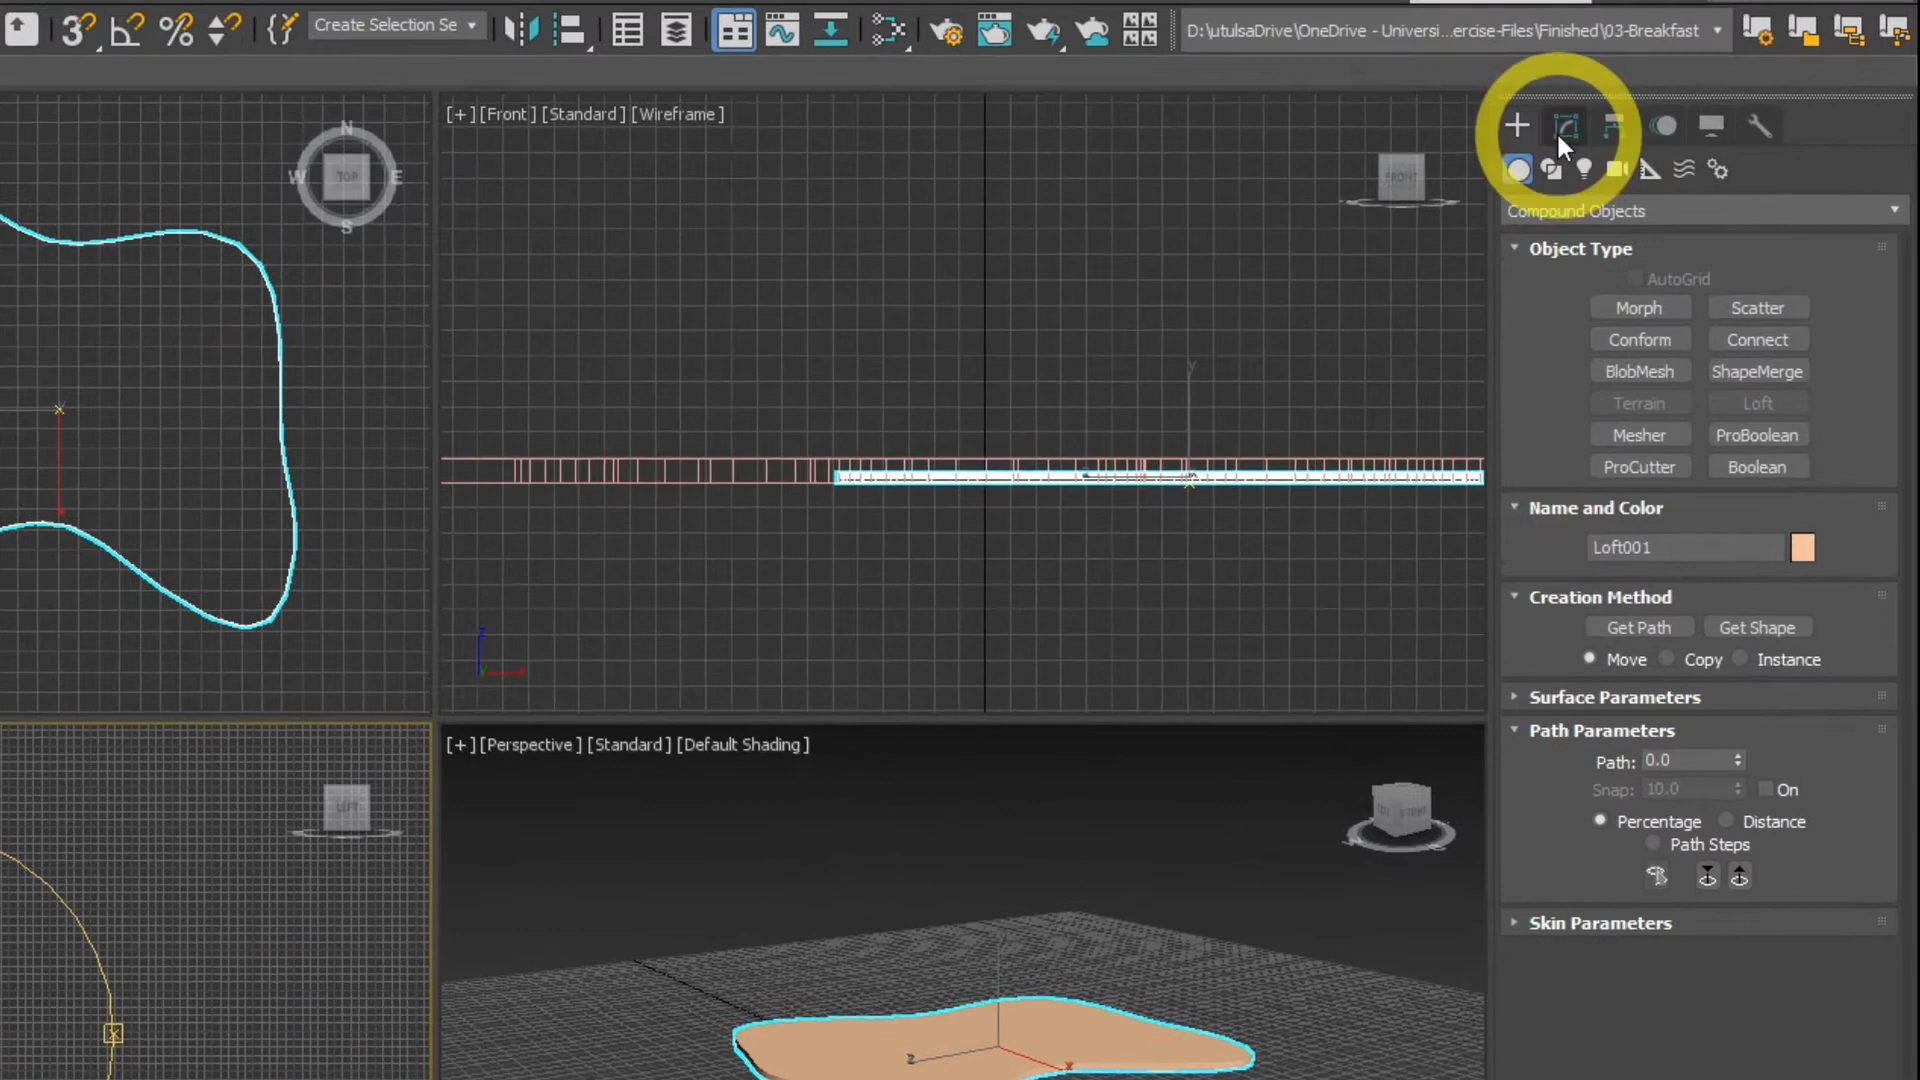 Create Selection Se
D:\utulsaDrive\OneDrive - Universi...ercise-Files\Finished\03-Breakfast
N
W TOP E
S
[+] [Front] [Standard] [Wireframe]
FRONT
Compound Objects
Object Type
AutoGrid
Morph Scatter
Conform Connect
BlobMesh ShapeMerge
Terrain Loft
Mesher ProBoolean
ProCutter Boolean
Name and Color
Loft001
Creation Method
Get Path Get Shape
Move Copy Instance
Surface Parameters
Path Parameters
Path: 0.0
Snap: 10.0 On
Percentage Distance
Path Steps
Skin Parameters
y
z
LEFT
[+] [Perspective] [Standard] [Default Shading]
FRONT
z
x